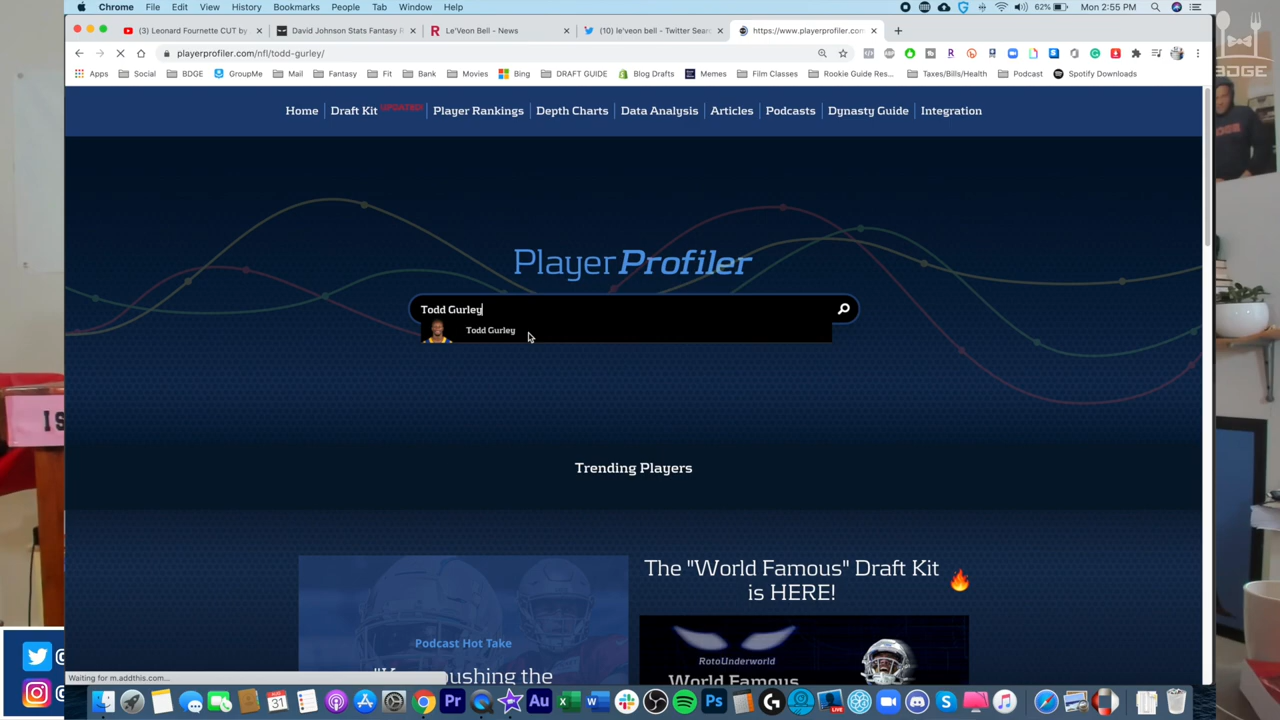 Chrome File Edit View History Bookmarks People Tab Window Help 62% Mon 2:55 PM
(3) Leonard Fournette CUT by
David Johnson Stats Fantasy R
Le'Veon Bell - News
(10) le'veon bell - Twitter Sear
https://www.playerprofiler.com
playerprofiler.com/nfl/todd-gurley/
Apps Social BDGE GroupMe Mail Fantasy Fit Bank Movies Bing DRAFT GUIDE Blog Drafts Memes Film Classes Rookie Guide Res... Taxes/Bills/Health Podcast Spotify Downloads
BDGE
Home Draft Kit UPDATED! Player Rankings Depth Charts Data Analysis Articles Podcasts Dynasty Guide Integration
PlayerProfiler
Todd Gurley
Todd Gurley
I S
Trending Players
The "World Famous" Draft Kit
is HERE!
Podcast Hot Take
RotoUnderworld
World Famous
Waiting for m.addthis.com...